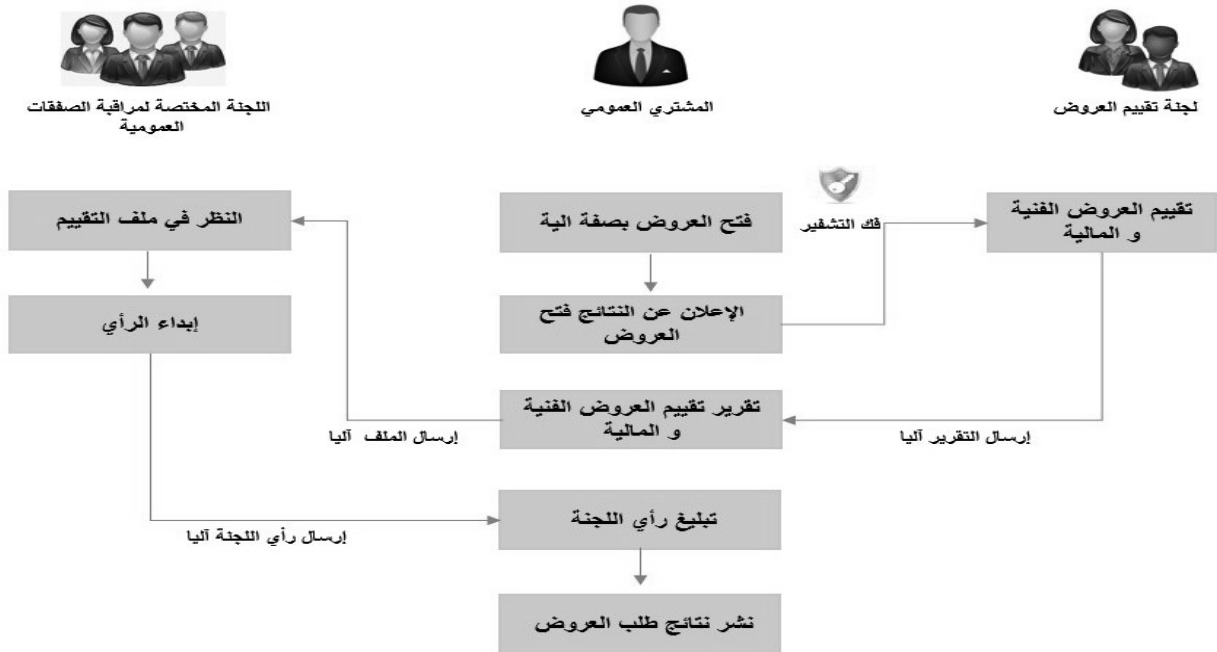 لجنة تقييم العروض
المشتري العمومي
اللجنة المختصة لمراقبة الصفقات
العمومية
تقييم العروض الفنية
و المالية
فك التشفير
فتح العروض بصفة الية
النظر في ملف التقييم
الإعلان عن النتائج فتح
العروض
إبداء الرأي
تقرير تقييم العروض الفنية
و المالية
إرسال التقرير آليا
إرسال الملف آليا
تبليغ رأي اللجنة
إرسال رأي اللجنة آليا
نشر نتائج طلب العروض